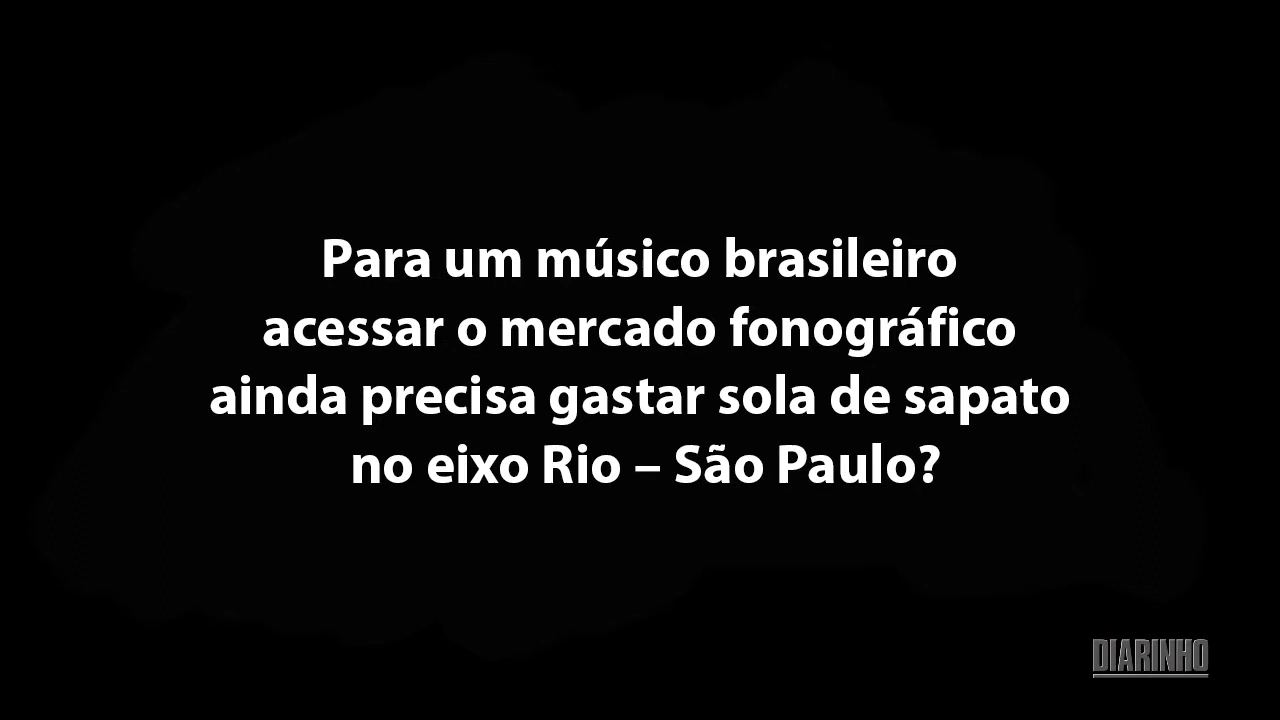 Para um músico brasileiro
acessar o mercado fonográfico
ainda precisa gastar sola de sapato
no eixo Rio – São Paulo?
DIARINHO